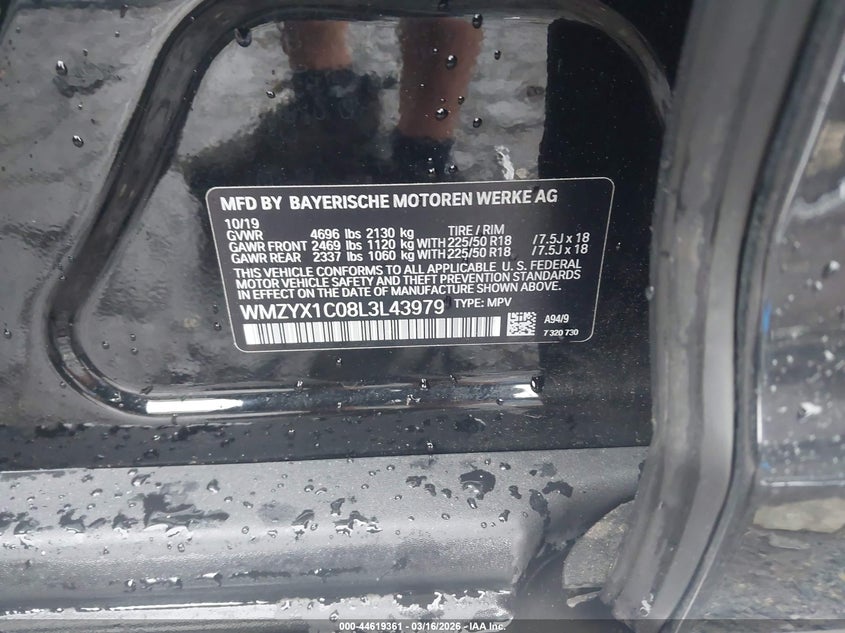 MFD BY BAYERISCHE MOTOREN WERKE AG
10/19
GVWR 4696 lbs 2130 kg TIRE / RIM
GAWR FRONT 2469 lbs 1120 kg WITH 225/50 R18 / 7.5J x 18
GAWR REAR 2337 lbs 1060 kg WITH 225/50 R18 / 7.5J x 18
THIS VEHICLE CONFORMS TO ALL APPLICABLE U. S. FEDERAL
MOTOR VEHICLE SAFETY AND THEFT PREVENTION STANDARDS
IN EFFECT ON THE DATE OF MANUFACTURE SHOWN ABOVE.
WMZYX1C08L3L43979 TYPE: MPV
A94/9
7 320 730
000-44619361 | 03/16/2026 | IAA Inc.